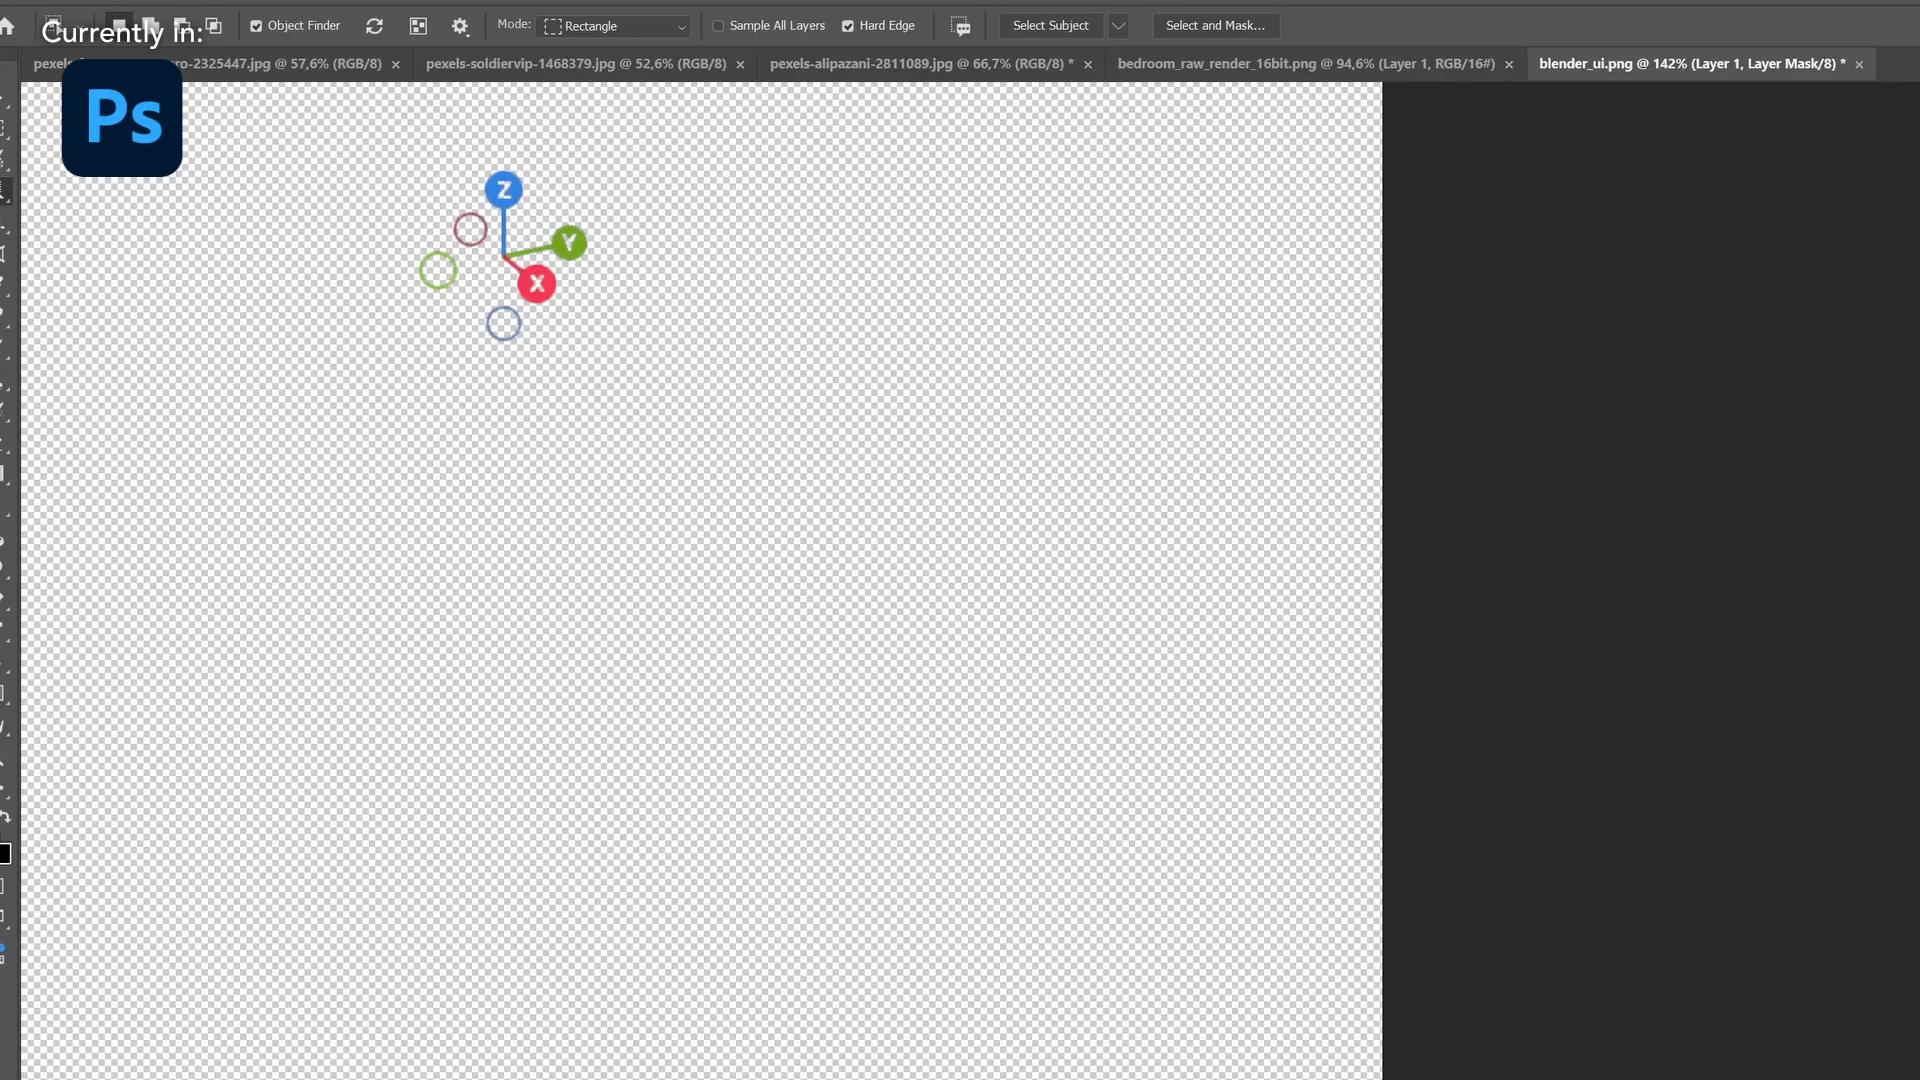 Currently in:
Object Finder
Mode:
Rectangle
Sample All Layers
Hard Edge
Select Subject
Select and Mask...
pexels-
ro-2325447.jpg @ 57,6% (RGB/8)
pexels-soldiervip-1468379.jpg @ 52,6% (RGB/8)
pexels-alipazani-2811089.jpg @ 66,7% (RGB/8) *
bedroom_raw_render_16bit.png @ 94,6% (Layer 1, RGB/16#)
blender_ui.png @ 142% (Layer 1, Layer Mask/8) *
Ps
Z
Y
X